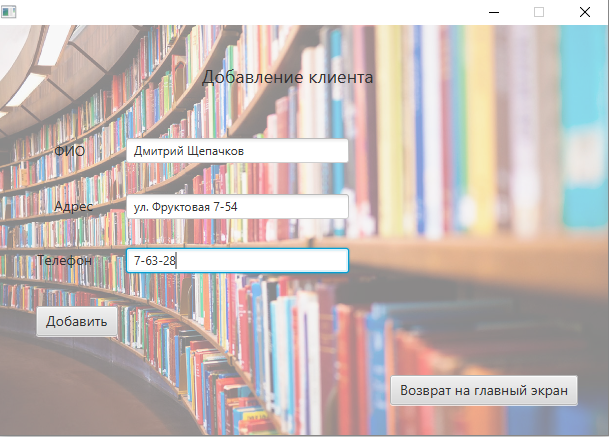 Добавление клиента
ФИО Дмитрий Щепачков
Адрес ул. Фруктовая 7-54
Телефон 7-63-28
Добавить
Возврат на главный экран